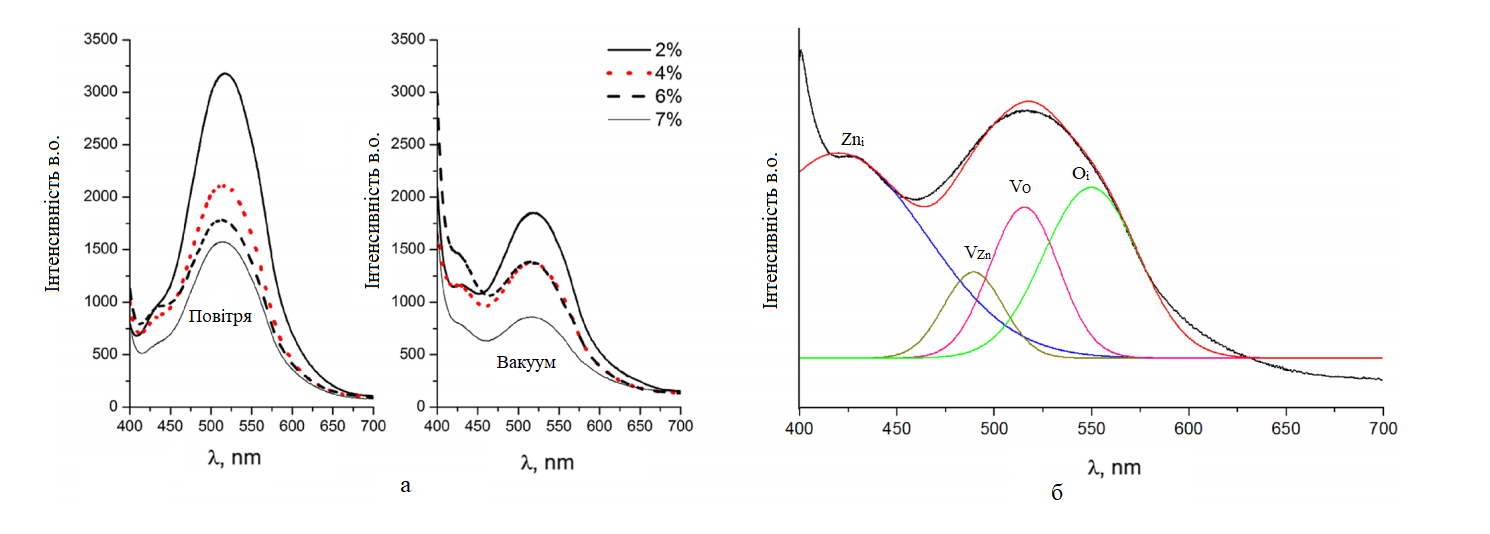 3500
3000
2500
2000
1500
1000
500
0
400 450 500 550 600 650 700
Інтенсивність в.о.
Повітря
λ, nm
3500
3000
2500
2000
1500
1000
500
0
400 450 500 550 600 650 700
Інтенсивність в.о.
2%
4%
6%
7%
Вакуум
λ, nm
а
Інтенсивність в.о.
Zni
VZn
VO
Oi
400 450 500 550 600 650 700
λ, nm
б